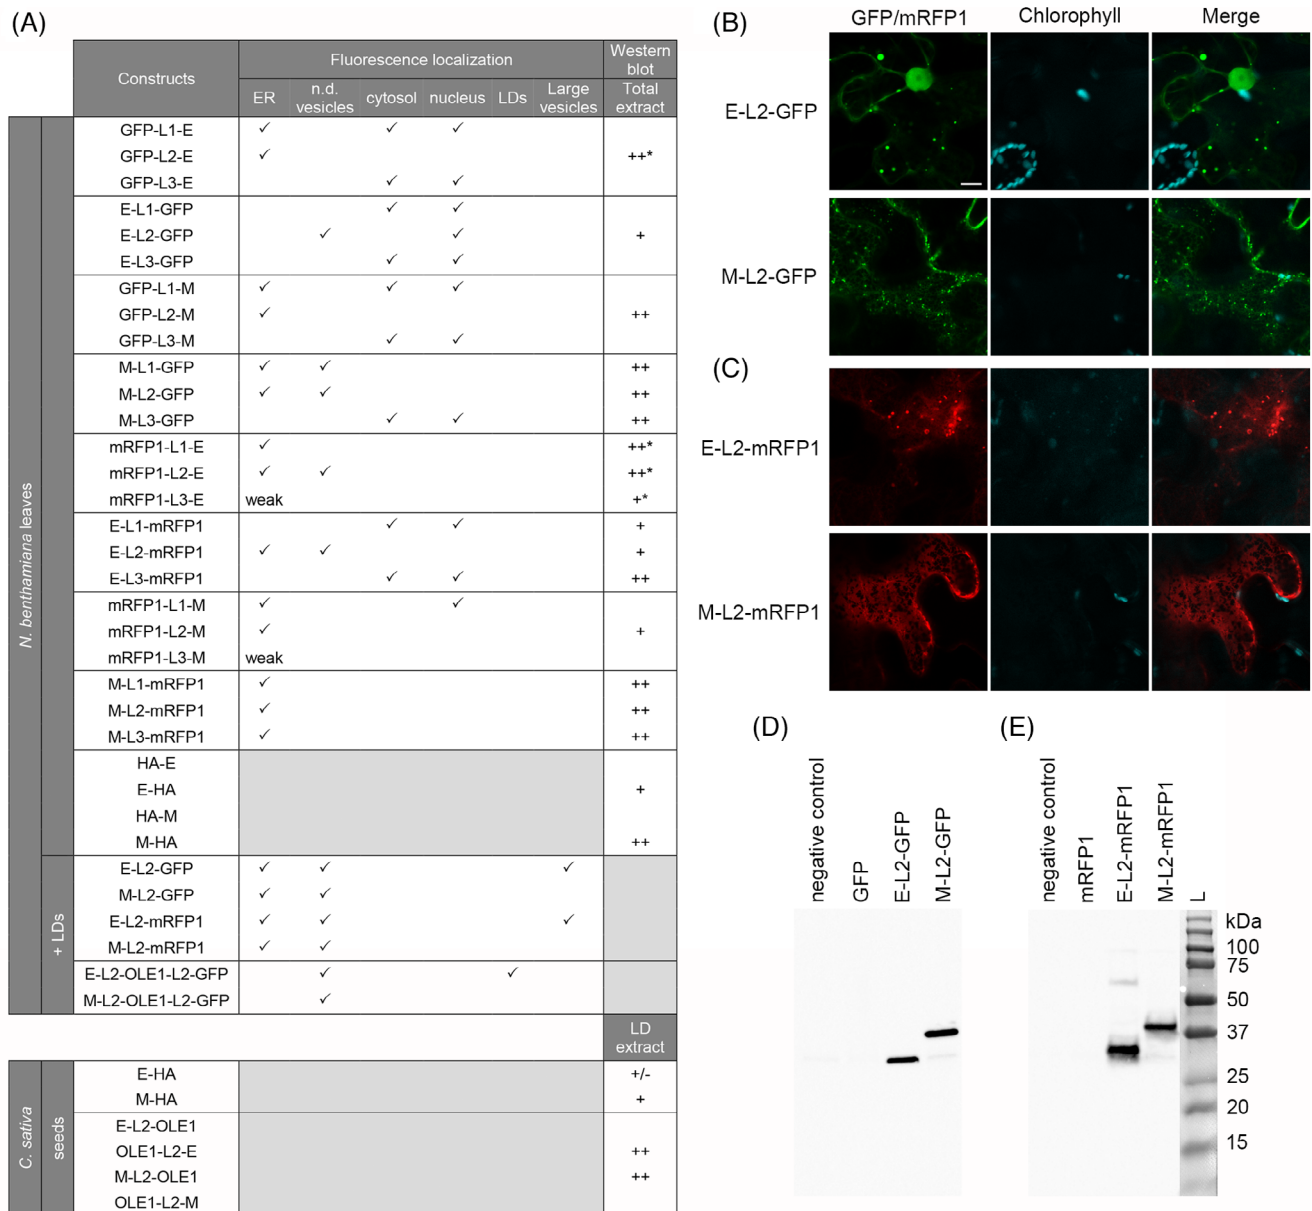 (A)
Constructs
Fluorescence localization
Western blot
ER
n.d. vesicles
cytosol
nucleus
LDs
Large vesicles
Total extract
N. benthamiana leaves
GFP-L1-E ✓ ✓ ✓
GFP-L2-E ✓ ++*
GFP-L3-E ✓ ✓
E-L1-GFP ✓ ✓
E-L2-GFP ✓ ✓ +
E-L3-GFP ✓ ✓
GFP-L1-M ✓ ✓ ✓
GFP-L2-M ✓ ++
GFP-L3-M ✓ ✓
M-L1-GFP ✓ ✓ ++
M-L2-GFP ✓ ✓ ++
M-L3-GFP ✓ ✓ ++
mRFP1-L1-E ✓ ++*
mRFP1-L2-E ✓ ✓ ++*
mRFP1-L3-E weak +*
E-L1-mRFP1 ✓ ✓ +
E-L2-mRFP1 ✓ ✓ +
E-L3-mRFP1 ✓ ✓ ++
mRFP1-L1-M ✓ ✓
mRFP1-L2-M ✓ +
mRFP1-L3-M weak
M-L1-mRFP1 ✓ ++
M-L2-mRFP1 ✓ ++
M-L3-mRFP1 ✓ ++
HA-E
E-HA +
HA-M
M-HA ++
+ LDs
E-L2-GFP ✓ ✓ ✓
M-L2-GFP ✓ ✓
E-L2-mRFP1 ✓ ✓ ✓
M-L2-mRFP1 ✓ ✓
E-L2-OLE1-L2-GFP ✓ ✓
M-L2-OLE1-L2-GFP ✓
LD extract
C. sativa
seeds
E-HA +/-
M-HA +
E-L2-OLE1
OLE1-L2-E ++
M-L2-OLE1 ++
OLE1-L2-M
(B)
GFP/mRFP1
Chlorophyll
Merge
E-L2-GFP
M-L2-GFP
(C)
E-L2-mRFP1
M-L2-mRFP1
(D)
negative control
GFP
E-L2-GFP
M-L2-GFP
(E)
negative control
mRFP1
E-L2-mRFP1
M-L2-mRFP1
L
kDa
100
75
50
37
25
20
15